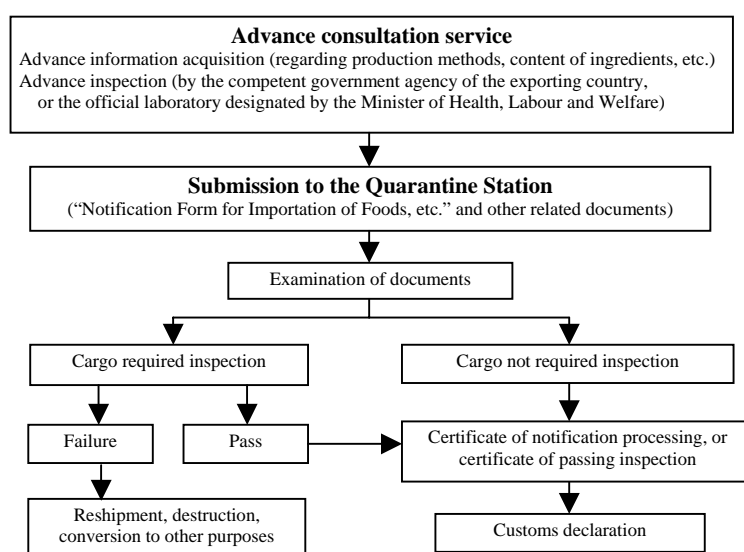 Advance consultation service
Advance information acquisition (regarding production methods, content of ingredients, etc.)
Advance inspection (by the competent government agency of the exporting country,
or the official laboratory designated by the Minister of Health, Labour and Welfare)
Submission to the Quarantine Station
(“Notification Form for Importation of Foods, etc.” and other related documents)
Examination of documents
Cargo required inspection
Cargo not required inspection
Failure
Pass
Certificate of notification processing, or
certificate of passing inspection
Reshipment, destruction,
conversion to other purposes
Customs declaration